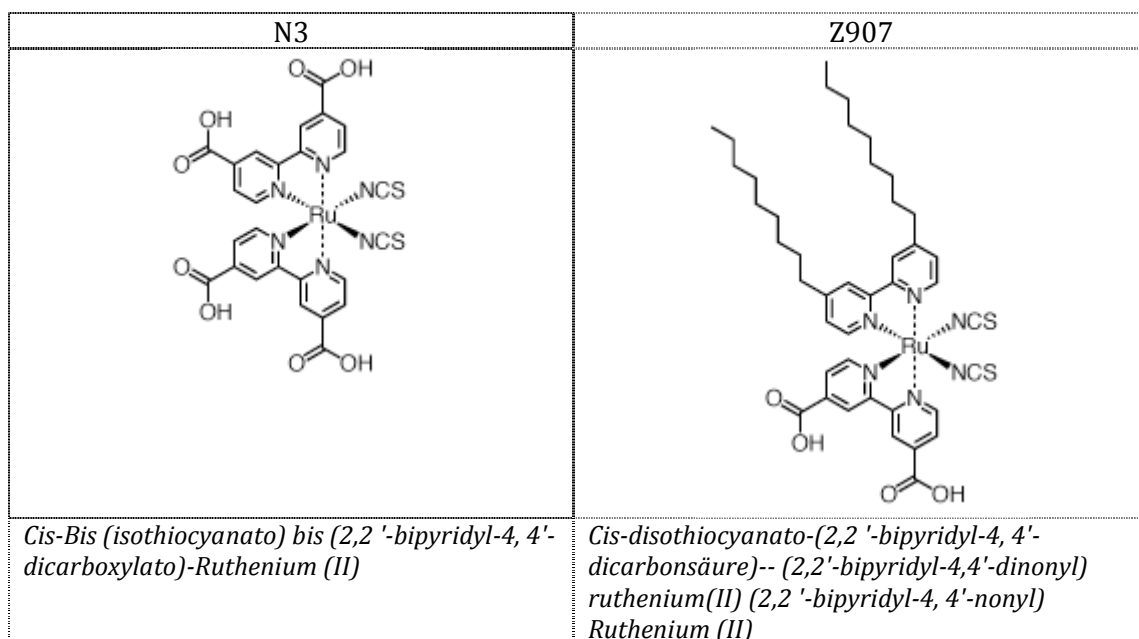 N3
Z907
O OH
OH
O
N
N NCS
Ru
N NCS
N
O
OH
O OH
N
N NCS
Ru
N NCS
N
O
OH
O OH
Cis-Bis (isothiocyanato) bis (2,2 '-bipyridyl-4, 4'-
dicarboxylato)-Ruthenium (II)
Cis-disothiocyanato-(2,2 '-bipyridyl-4, 4'-
dicarbonsäure)-- (2,2'-bipyridyl-4,4'-dinonyl)
ruthenium(II) (2,2 '-bipyridyl-4, 4'-nonyl)
Ruthenium (II)